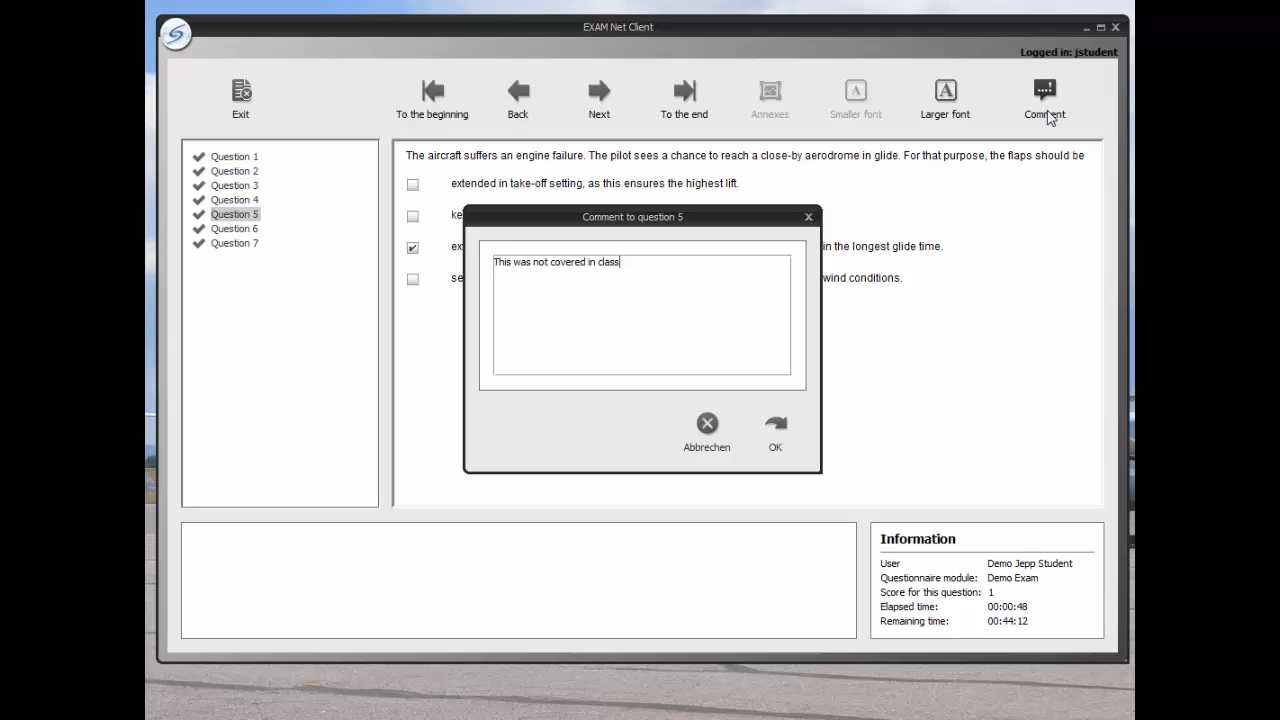 EXAM Net Client
Logged in: jstudent
Exit
To the beginning
Back
Next
To the end
Annexes
Smaller font
Larger font
Comment
Question 1
Question 2
Question 3
Question 4
Question 5
Question 6
Question 7
The aircraft suffers an engine failure. The pilot sees a chance to reach a close-by aerodrome in glide. For that purpose, the flaps should be
extended in take-off setting, as this ensures the highest lift.
in the longest glide time.
wind conditions.
Comment to question 5
This was not covered in class
Abbrechen
OK
Information
User Demo Jepp Student
Questionnaire module: Demo Exam
Score for this question: 1
Elapsed time: 00:00:48
Remaining time: 00:44:12